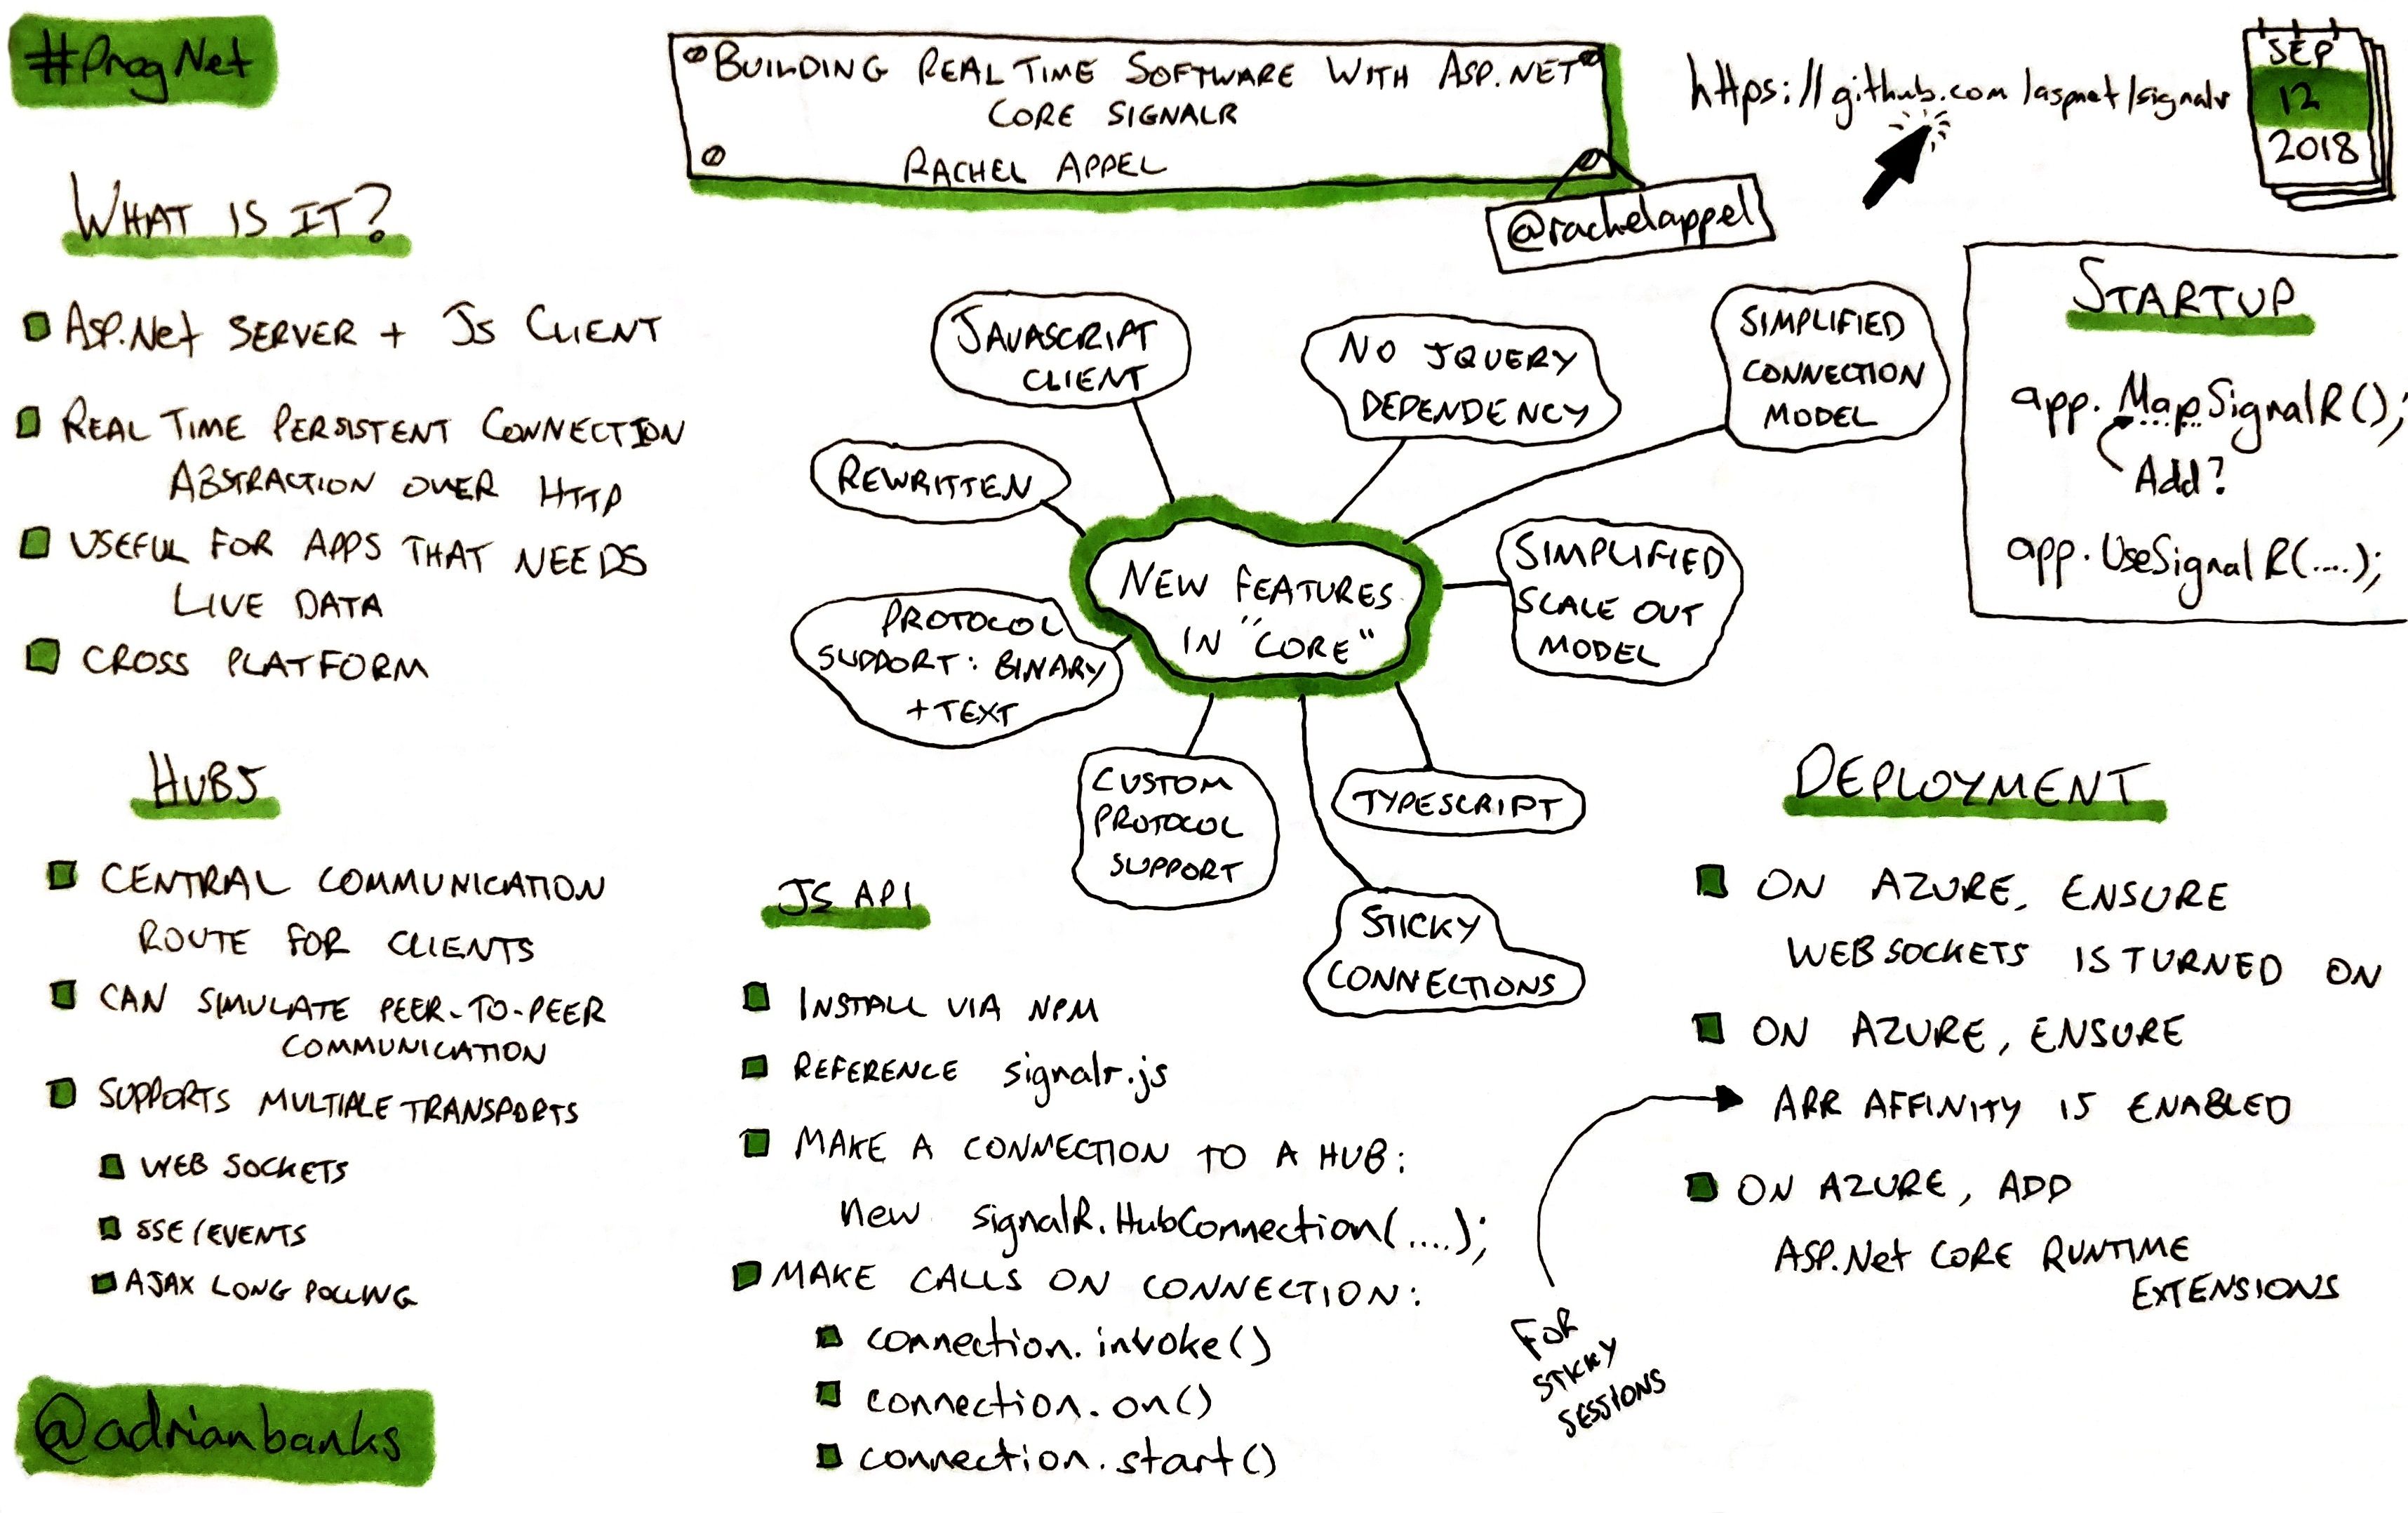 #ProgNet
BUILDING REAL TIME SOFTWARE WITH ASP.NET
CORE SIGNALR
RACHEL APPEL
@rachelappel
https://github.com/aspnet/signalr
SEP
12
2018
WHAT IS IT?
ASP.Net SERVER + JS CLIENT
REAL TIME PERSISTENT CONNECTION
ABSTRACTION OVER HTTP
USEFUL FOR APPS THAT NEEDS
LIVE DATA
CROSS PLATFORM
HUBS
CENTRAL COMMUNICATION
ROUTE FOR CLIENTS
CAN SIMULATE PEER-TO-PEER
COMMUNICATION
SUPPORTS MULTIPLE TRANSPORTS
WEB SOCKETS
SSE/EVENTS
AJAX LONG POLLING
@adrianbanks
NEW FEATURES
IN "CORE"
REWRITTEN
JAVASCRIPT
CLIENT
NO JQUERY
DEPENDENCY
SIMPLIFIED
CONNECTION
MODEL
SIMPLIFIED
SCALE OUT
MODEL
TYPESCRIPT
STICKY
CONNECTIONS
CUSTOM
PROTOCOL
SUPPORT
PROTOCOL
SUPPORT: BINARY
+ TEXT
JS API
INSTALL VIA NPM
REFERENCE signalr.js
MAKE A CONNECTION TO A HUB:
new signalR.HubConnection(....);
MAKE CALLS ON CONNECTION:
connection.invoke()
connection.on()
connection.start()
STARTUP
app.MapSignalR();
Add?
app.UseSignalR(....);
DEPLOYMENT
ON AZURE, ENSURE
WEB SOCKETS IS TURNED ON
ON AZURE, ENSURE
ARR AFFINITY IS ENABLED
FOR
STICKY
SESSIONS
ON AZURE, ADD
ASP.Net CORE RUNTIME
EXTENSIONS